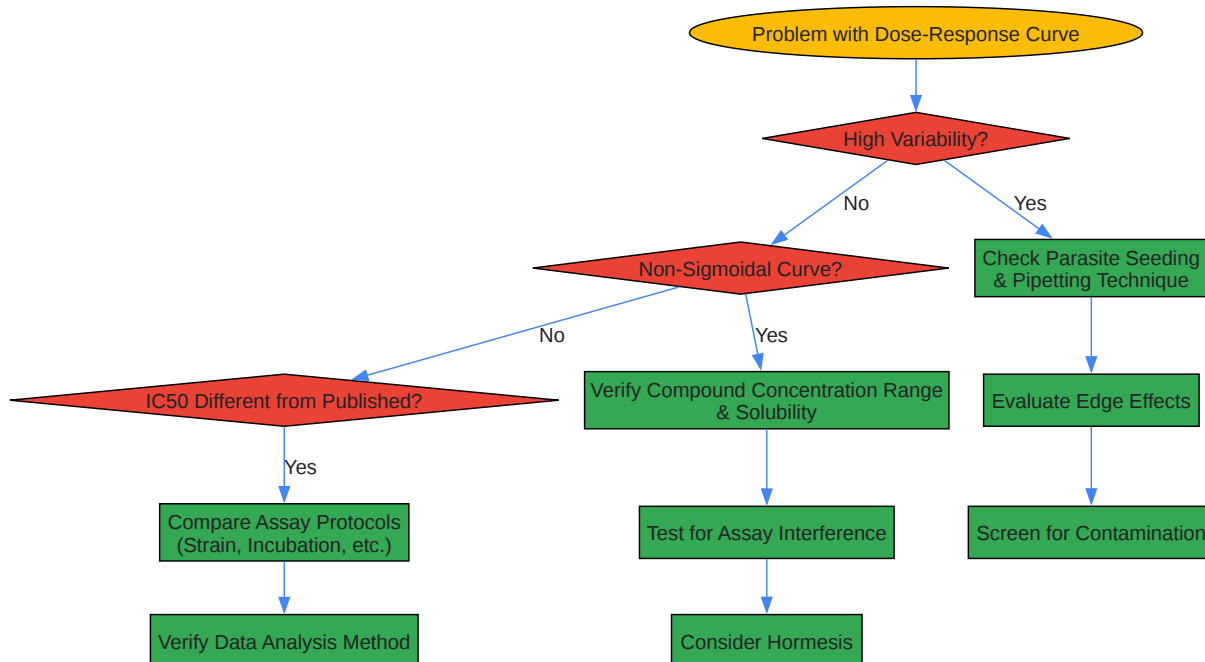 Problem with Dose-Response Curve
High Variability?
No
Yes
Non-Sigmoidal Curve?
Check Parasite Seeding
& Pipetting Technique
No
Yes
IC50 Different from Published?
Verify Compound Concentration Range
& Solubility
Evaluate Edge Effects
Yes
Compare Assay Protocols
(Strain, Incubation, etc.)
Test for Assay Interference
Screen for Contamination
Verify Data Analysis Method
Consider Hormesis